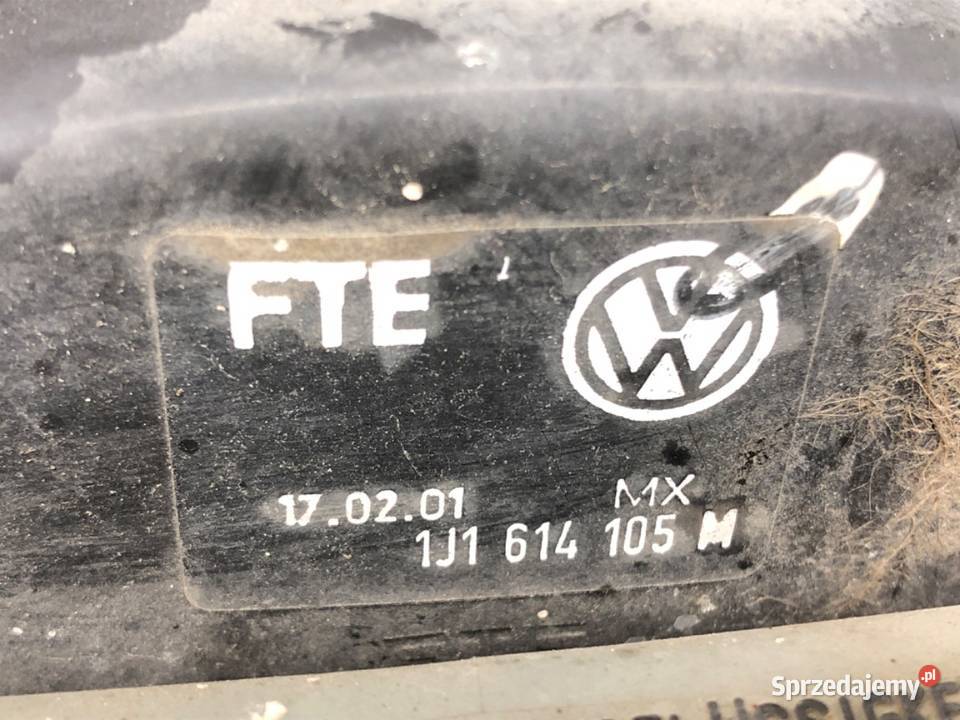 FTE
17.02.01 MX
1J1 614 105 M
Sprzedajemy.pl